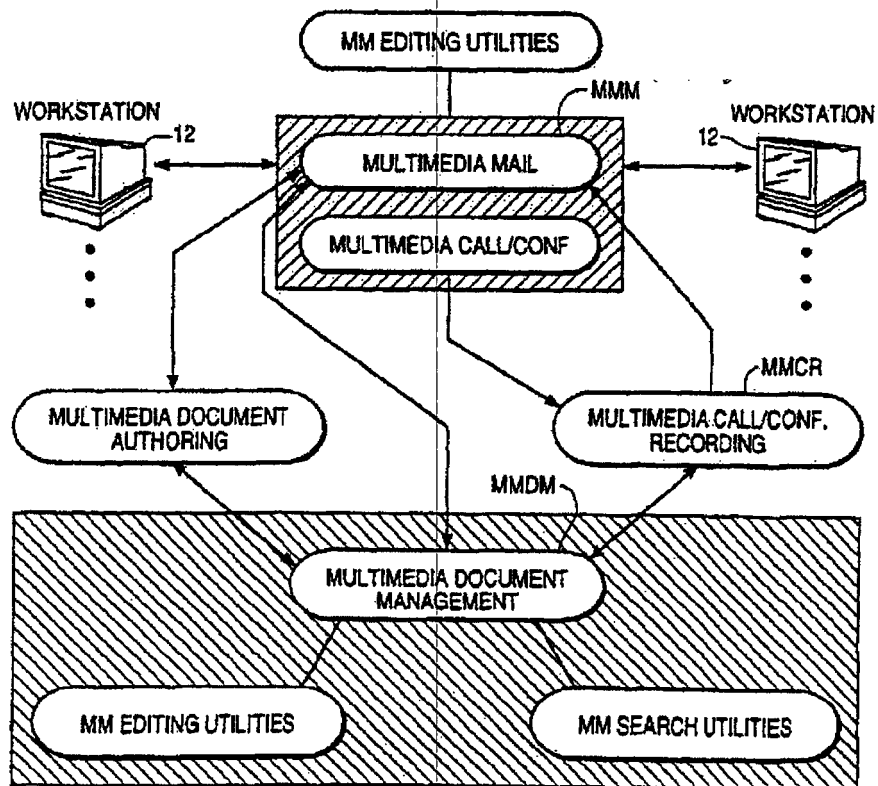 MM EDITING UTILITIES
MMM
WORKSTATION
12
WORKSTATION
12
MULTIMEDIA MAIL
MULTIMEDIA CALL/CONF
MMCR
MULTIMEDIA DOCUMENT
AUTHORING
MULTIMEDIA CALL/CONF.
RECORDING
MMDM
MULTIMEDIA DOCUMENT
MANAGEMENT
MM EDITING UTILITIES
MM SEARCH UTILITIES